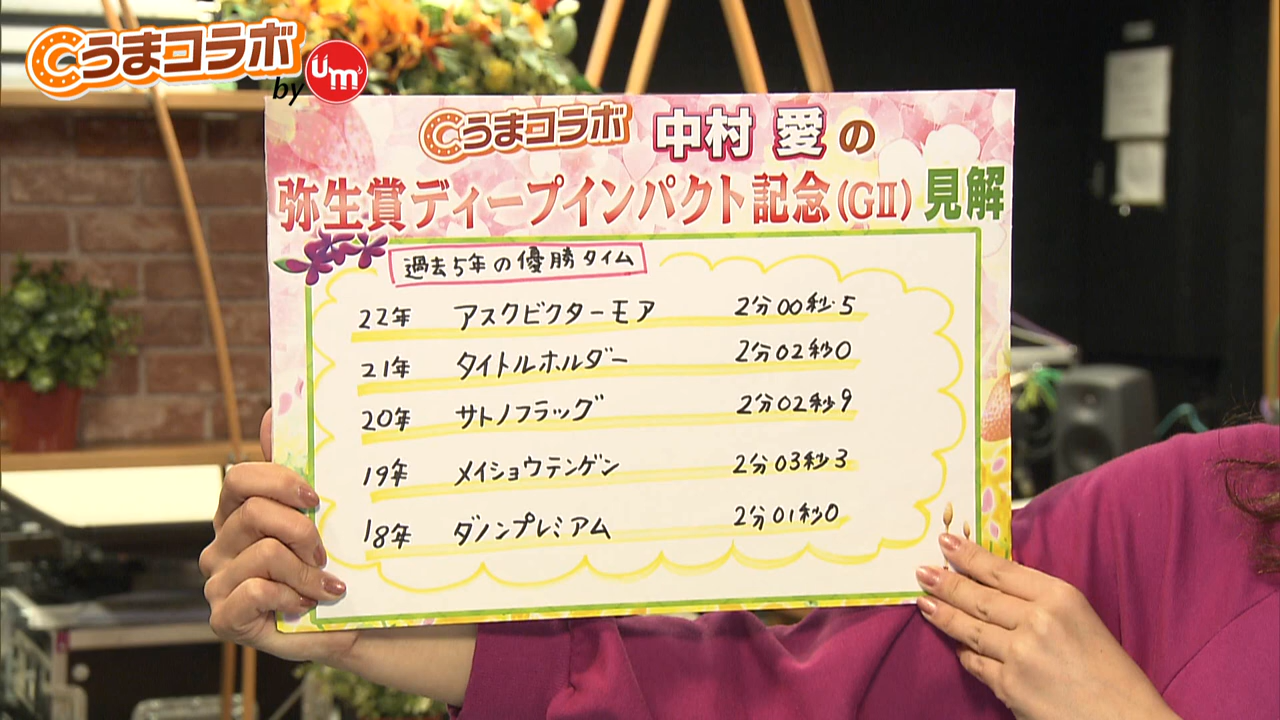 うまコラボ
by Um
うまコラボ 中村 愛の
弥生賞ディープインパクト記念(GⅡ) 見解
過去5年の優勝タイム
22年 アスクビクターモア 2分00秒5
21年 タイトルホルダー 2分02秒0
20年 サトノフラッグ 2分02秒9
19年 メイショウテンゲン 2分03秒3
18年 ダノンプレミアム 2分01秒0